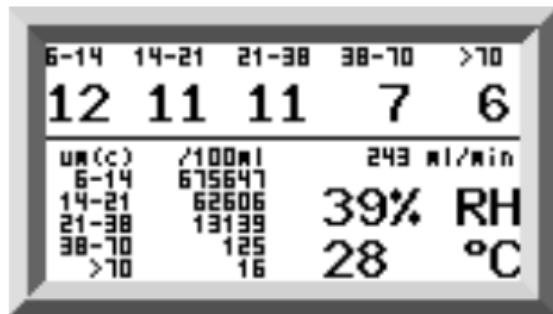 6-14 14-21 21-38 38-70 >70
12 11 11 7 6
um(c) /100ml 243 ml/min
6-14 675647
14-21 62606
21-38 13139
38-70 125
>70 16
39% RH
28 °C